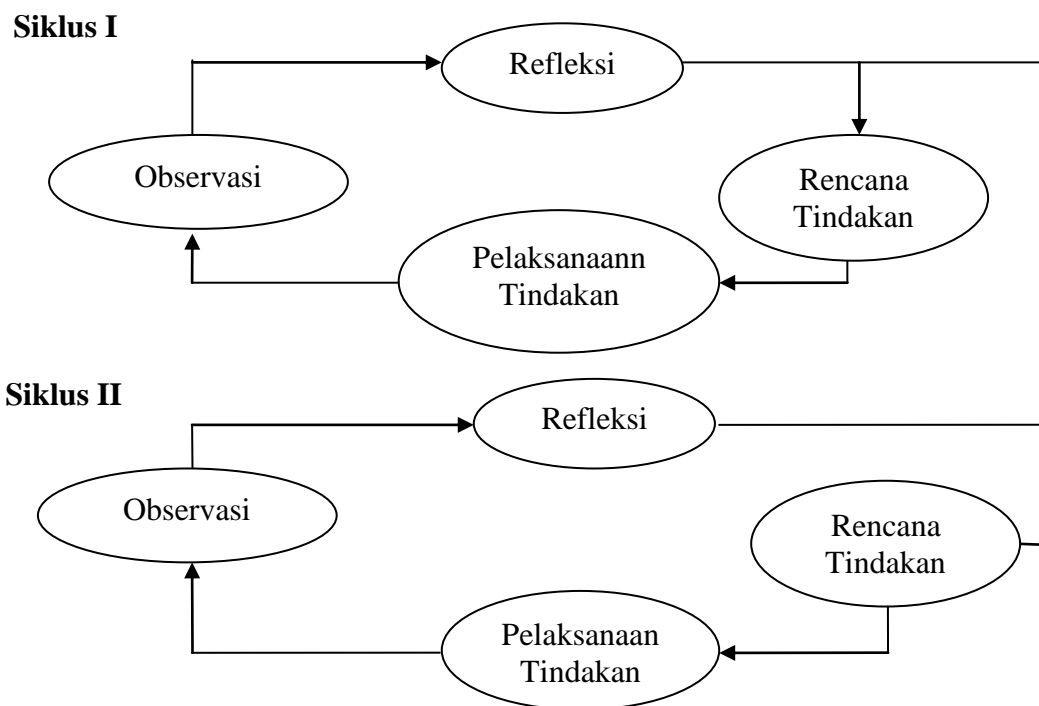 Siklus I
Refleksi
Observasi
Rencana
Tindakan
Pelaksanaann
Tindakan
Siklus II
Refleksi
Observasi
Rencana
Tindakan
Pelaksanaan
Tindakan